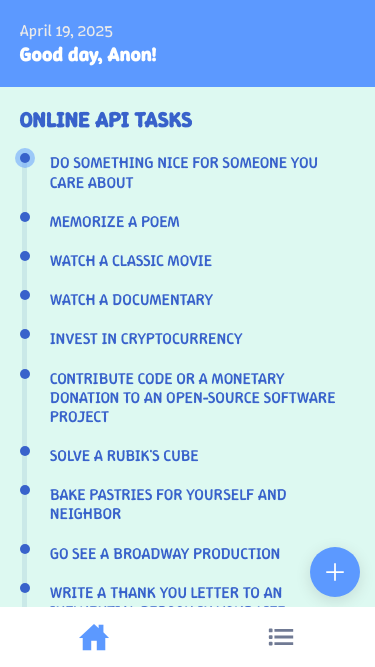 April 19, 2025
Good day, Anon!
ONLINE API TASKS
DO SOMETHING NICE FOR SOMEONE YOU
CARE ABOUT
MEMORIZE A POEM
WATCH A CLASSIC MOVIE
WATCH A DOCUMENTARY
INVEST IN CRYPTOCURRENCY
CONTRIBUTE CODE OR A MONETARY
DONATION TO AN OPEN-SOURCE SOFTWARE
PROJECT
SOLVE A RUBIK'S CUBE
BAKE PASTRIES FOR YOURSELF AND
NEIGHBOR
GO SEE A BROADWAY PRODUCTION
WRITE A THANK YOU LETTER TO AN